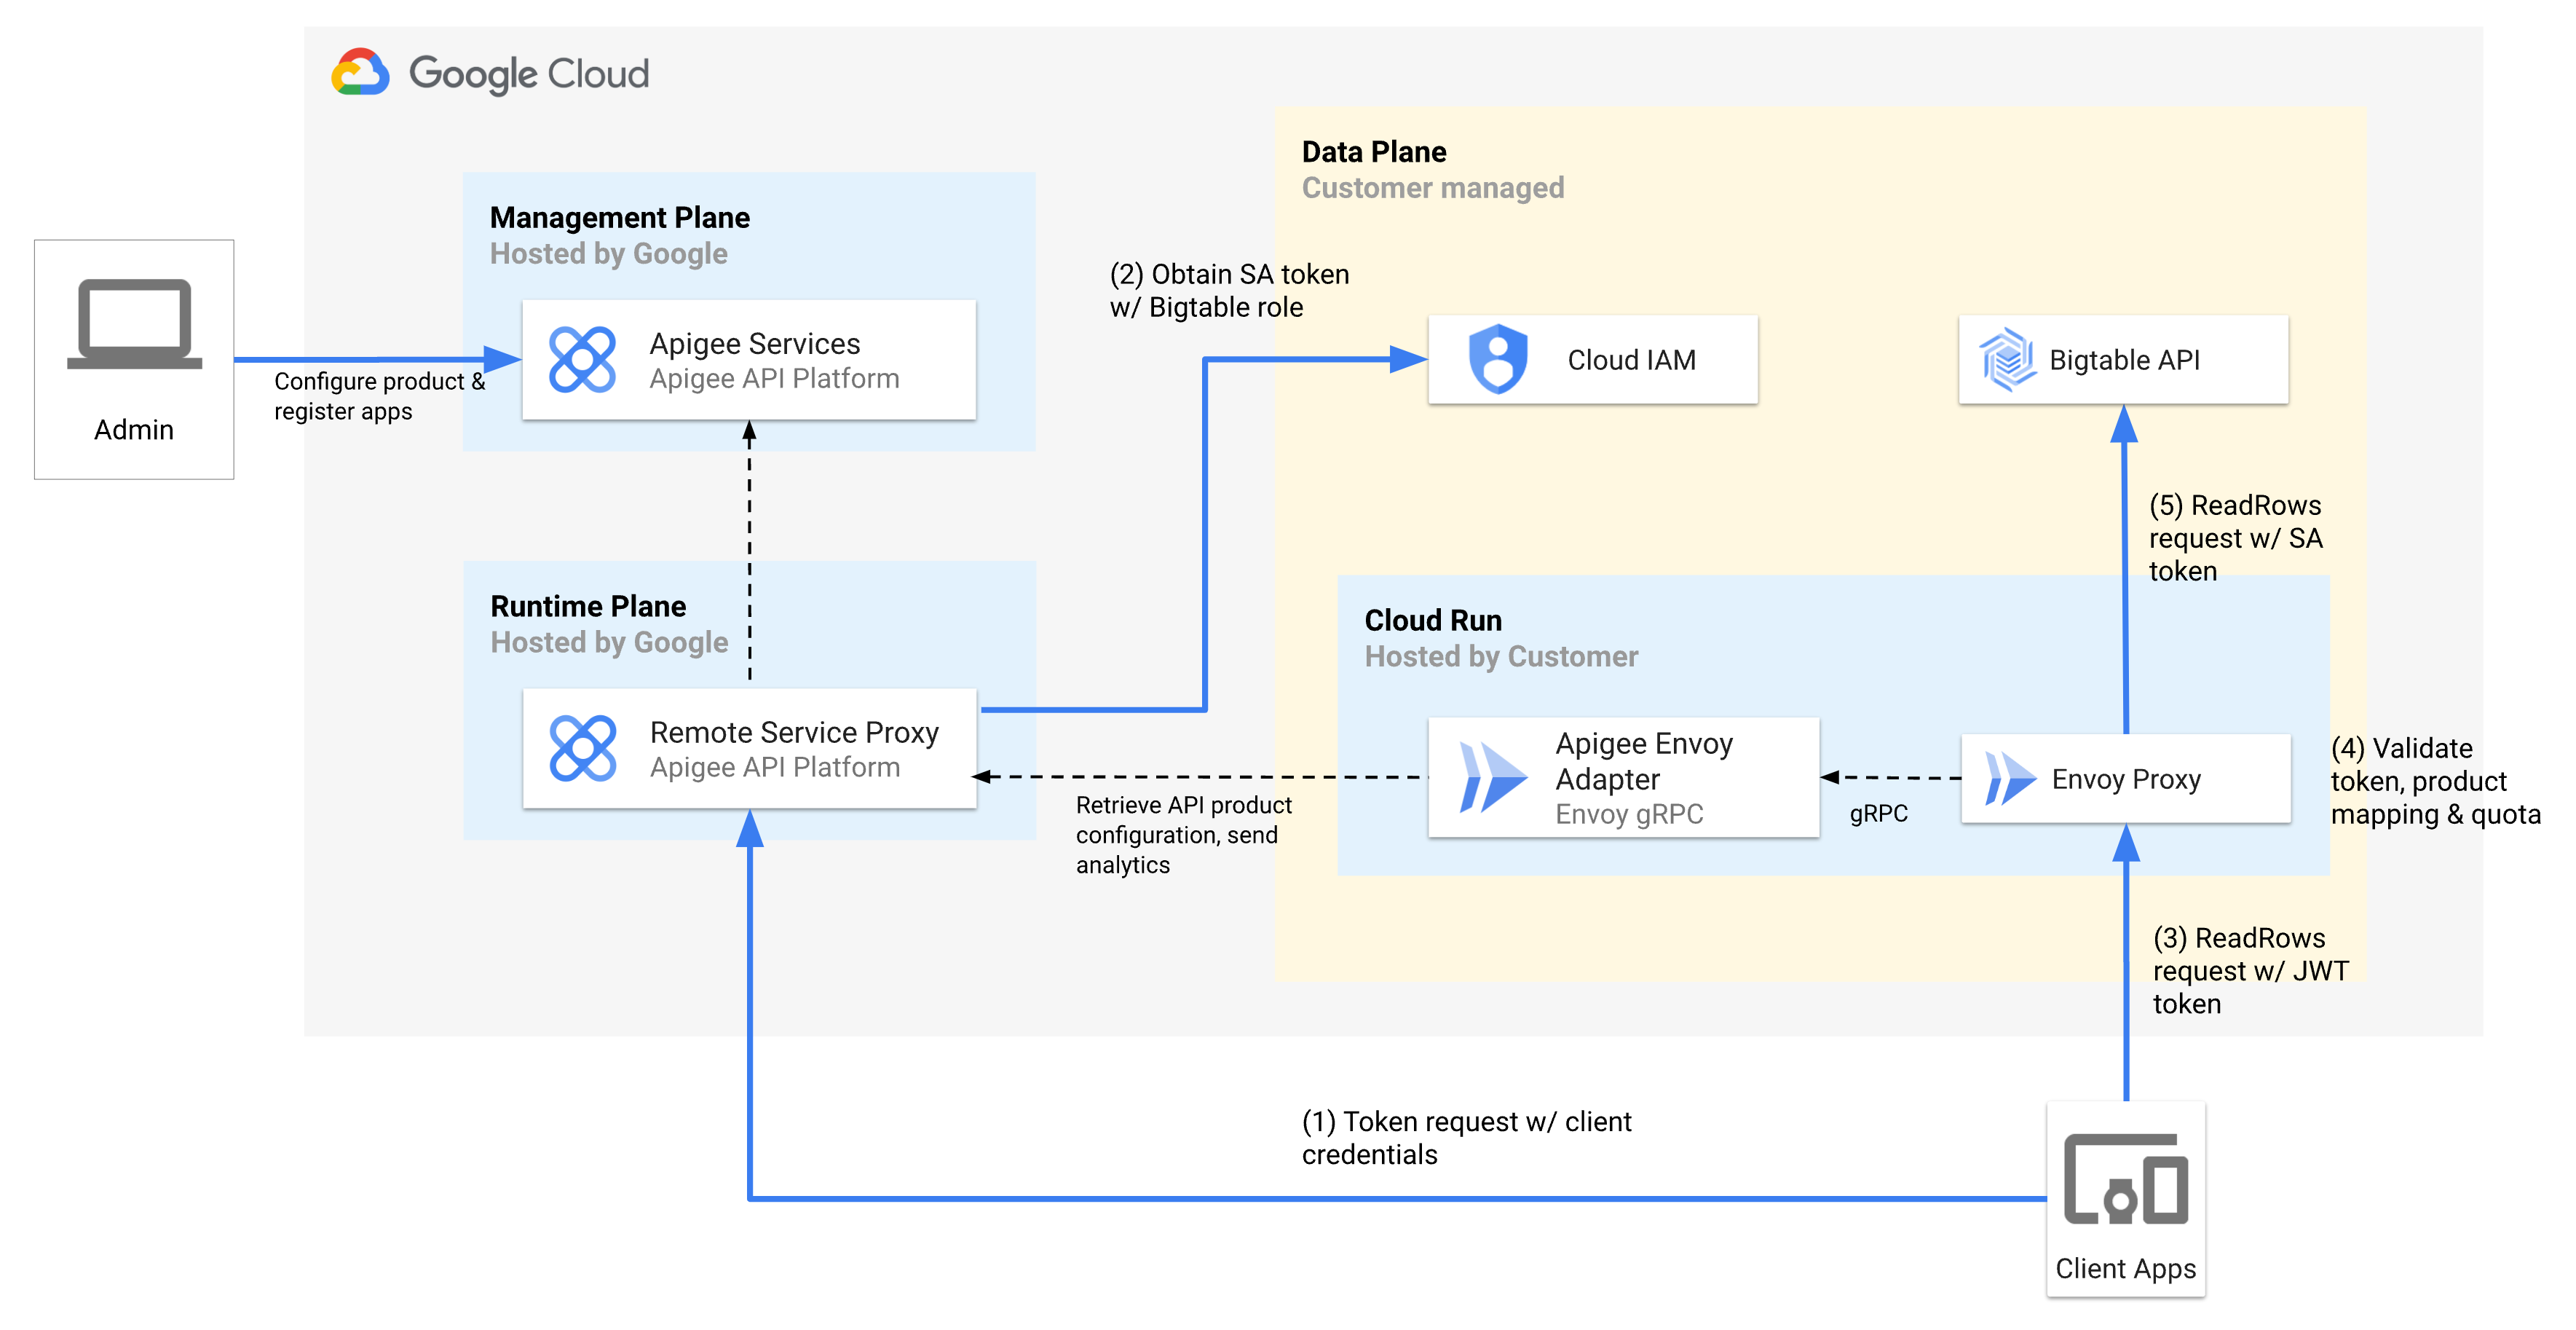 Google Cloud
Data Plane
Customer managed
Management Plane
Hosted by Google
Apigee Services
Apigee API Platform
Admin
Configure product &
register apps
(2) Obtain SA token
w/ Bigtable role
Cloud IAM
Bigtable API
(5) ReadRows
request w/ SA
token
Runtime Plane
Hosted by Google
Remote Service Proxy
Apigee API Platform
Retrieve API product
configuration, send
analytics
Cloud Run
Hosted by Customer
Apigee Envoy
Adapter
Envoy gRPC
gRPC
Envoy Proxy
(4) Validate
token, product
mapping & quota
(3) ReadRows
request w/ JWT
token
(1) Token request w/ client
credentials
Client Apps